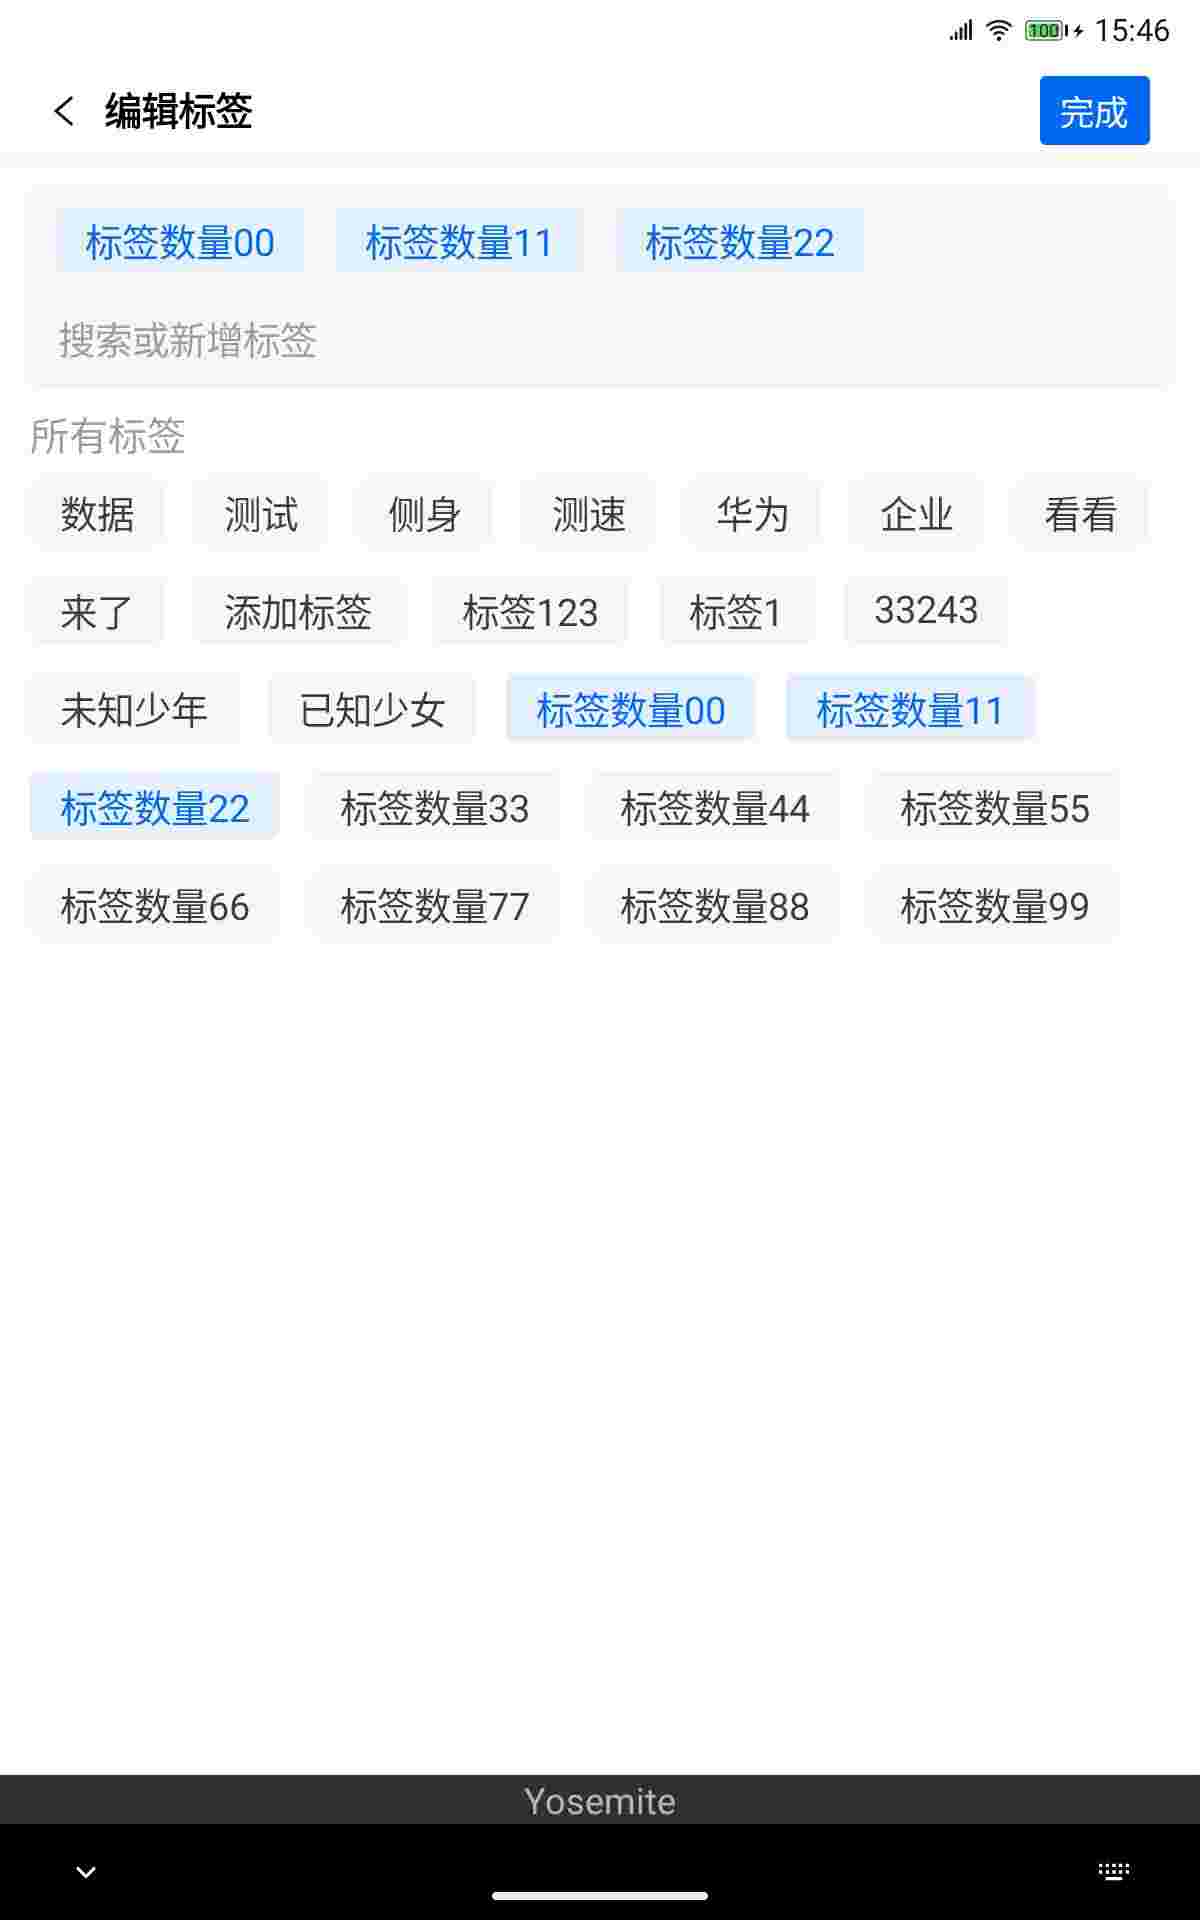 100 15:46
编辑标签 完成
标签数量00 标签数量11 标签数量22
搜索或新增标签
所有标签
数据 测试 侧身 测速 华为 企业 看看
来了 添加标签 标签123 标签1 33243
未知少年 已知少女 标签数量00 标签数量11
标签数量22 标签数量33 标签数量44 标签数量55
标签数量66 标签数量77 标签数量88 标签数量99
Yosemite